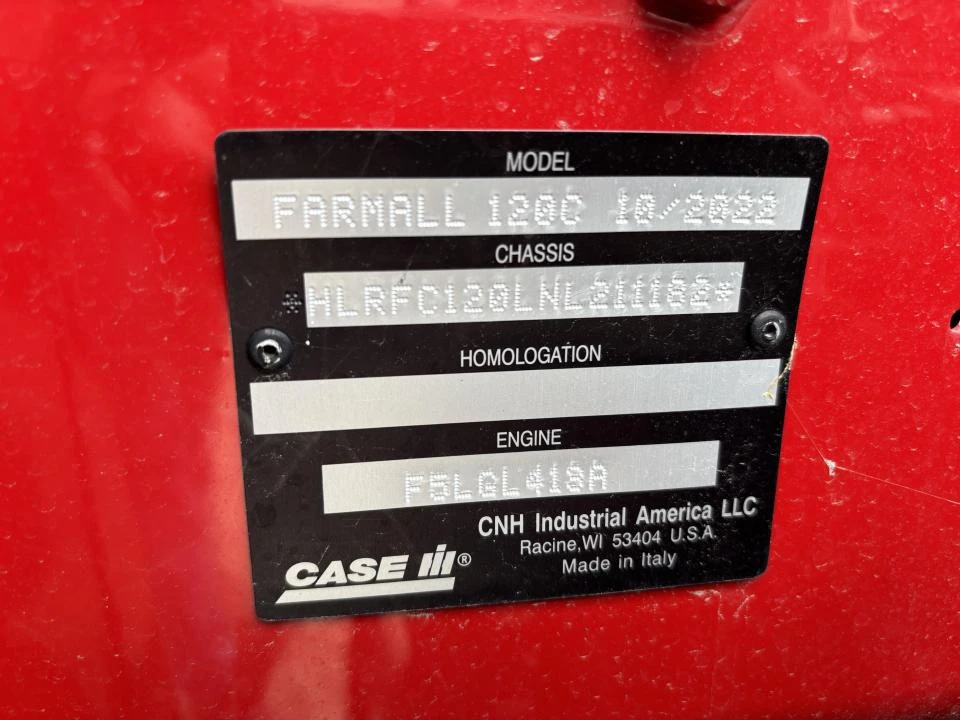 MODEL
FARMALL 120C 10/2022
CHASSIS
*HLRFC120LNL211182*
HOMOLOGATION
ENGINE
F5LGL418A
CNH Industrial America LLC
Racine, WI 53404 U.S.A.
Made in Italy
CASE IH®